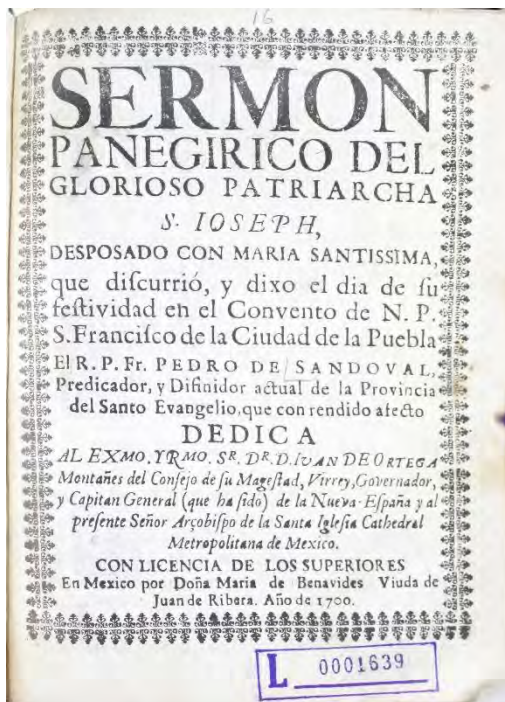 16
SERMON
PANEGIRICO DEL
GLORIOSO PATRIARCHA
S. IOSEPH,
DESPOSADO CON MARIA SANTISSIMA,
que diſcurrió, y dixo el dia de ſu
feſtividad en el Convento de N. P.
S. Franciſco de la Ciudad de la Puebla
El R. P. Fr. PEDRO DE SANDOVAL,
Predicador, y Difinidor actual de la Provincia
del Santo Evangelio, que con rendido afecto
DEDICA
AL EXMO. Y RMO. SR. DR. D. IVAN DE ORTEGA
Montañes del Conſejo de ſu Mageſtad, Virrey, Governador,
y Capitan General (que ha ſido) de la Nueva-Eſpaña y al
preſente Señor Arçobiſpo de la Santa Igleſia Cathedral
Metropolitana de Mexico.
CON LICENCIA DE LOS SUPERIORES
En Mexico por Doña Maria de Benavides Viuda de
Juan de Ribera. Año de 1700.
L 0001639